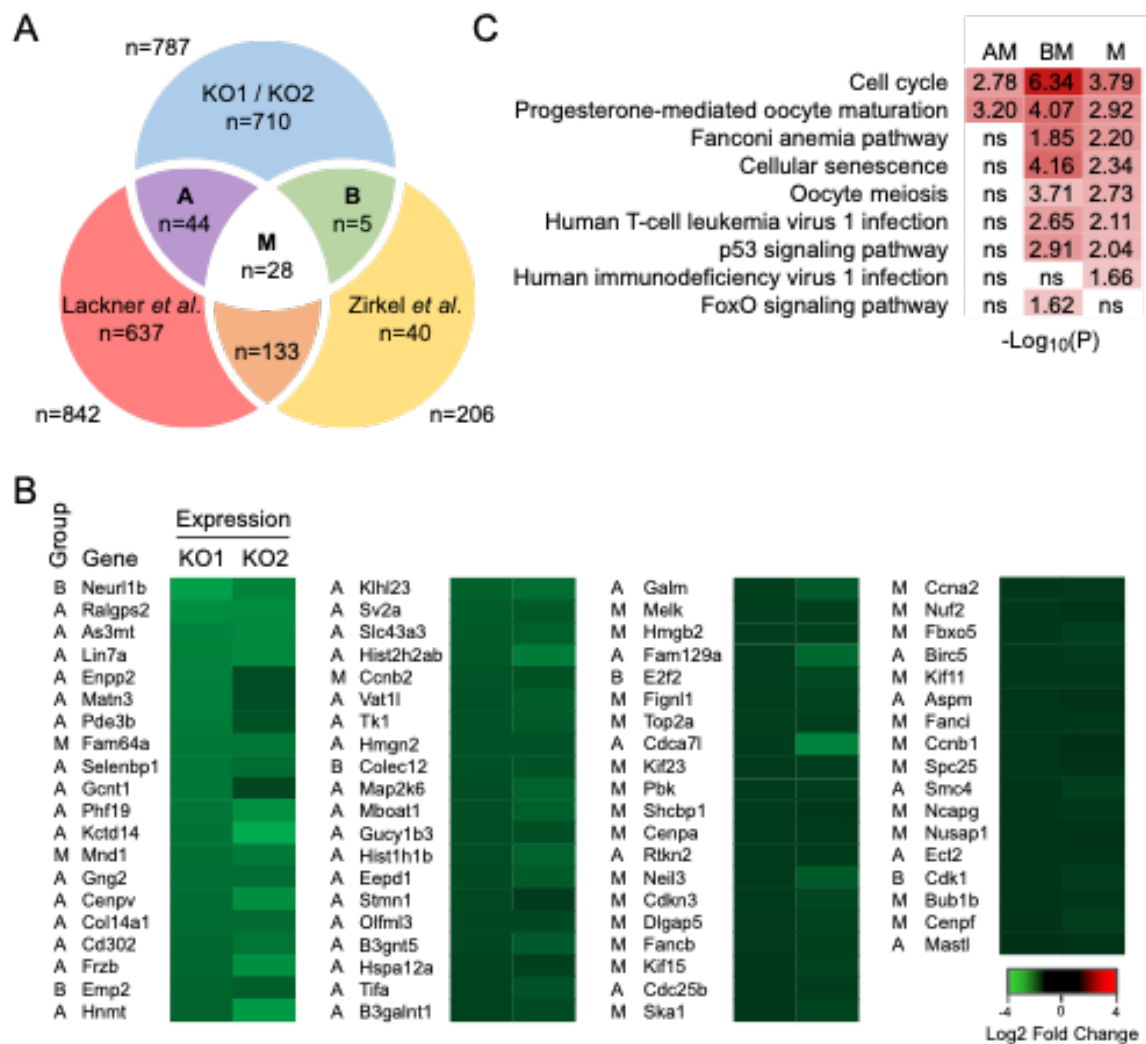 A
n=787
KO1 / KO2
n=710
A
n=44
B
n=5
M
n=28
Lackner et al.
n=637
Zirkel et al.
n=40
n=133
n=842
n=206
C
AM BM M
Cell cycle 2.78 6.34 3.79
Progesterone-mediated oocyte maturation 3.20 4.07 2.92
Fanconi anemia pathway ns 1.85 2.20
Cellular senescence ns 4.16 2.34
Oocyte meiosis ns 3.71 2.73
Human T-cell leukemia virus 1 infection ns 2.65 2.11
p53 signaling pathway ns 2.91 2.04
Human immunodeficiency virus 1 infection ns ns 1.66
FoxO signaling pathway ns 1.62 ns
-Log10(P)
B
Group Gene Expression
KO1 KO2
B Neurl1b
A Ralgps2
A As3mt
A Lin7a
A Enpp2
A Matn3
A Pde3b
M Fam64a
A Selenbp1
A Gcnt1
A Phf19
A Kctd14
M Mnd1
A Gng2
A Cenpv
A Col14a1
A Cd302
A Frzb
B Emp2
A Hnmt
A Klhl23
A Sv2a
A Slc43a3
A Hist2h2ab
M Ccnb2
A Vat1l
A Tk1
A Hmgn2
B Colec12
A Map2k6
A Mboat1
A Gucy1b3
A Hist1h1b
A Eepd1
A Stmn1
A Olfml3
A B3gnt5
A Hspa12a
A Tifa
A B3galnt1
A Galm
M Melk
M Hmgb2
A Fam129a
B E2f2
M Fignl1
M Top2a
A Cdca7l
M Kif23
M Pbk
M Shcbp1
M Cenpa
A Rtkn2
M Neil3
M Cdkn3
M Dlgap5
M Fancb
M Kif15
A Cdc25b
M Ska1
M Ccna2
M Nuf2
M Fbxo5
A Birc5
M Kif11
A Aspm
M Fanci
M Ccnb1
M Spc25
A Smc4
M Ncapg
M Nusap1
A Ect2
B Cdk1
M Bub1b
M Cenpf
A Mastl
-4 0 4
Log2 Fold Change